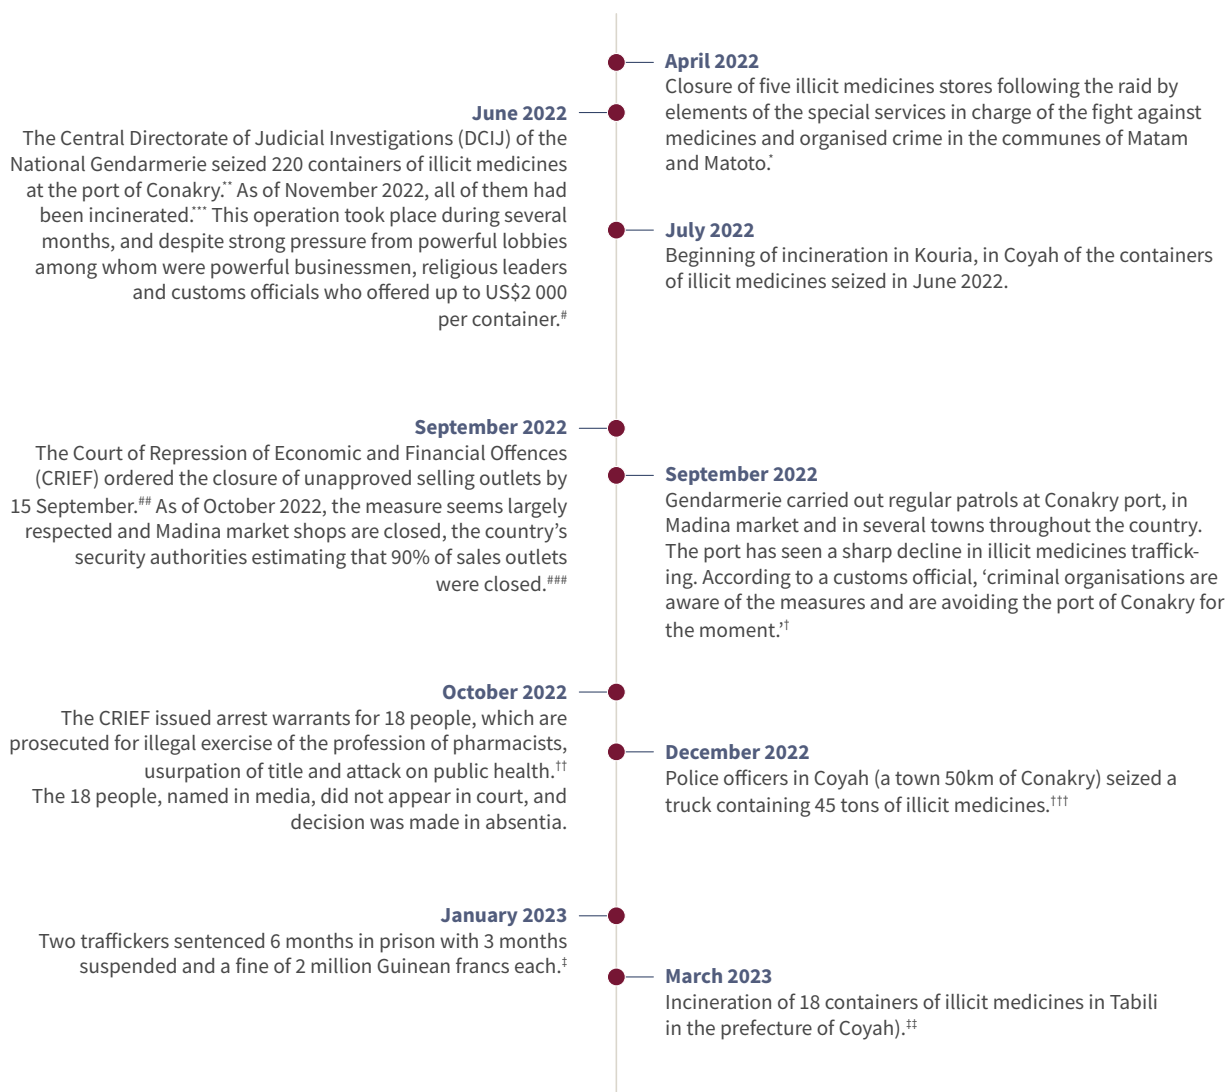 April 2022
Closure of five illicit medicines stores following the raid by
elements of the special services in charge of the fight against
medicines and organised crime in the communes of Matam
and Matoto.*
June 2022
The Central Directorate of Judicial Investigations (DCIJ) of the
National Gendarmerie seized 220 containers of illicit medicines
at the port of Conakry.** As of November 2022, all of them had
been incinerated.*** This operation took place during several
months, and despite strong pressure from powerful lobbies
among whom were powerful businessmen, religious leaders
and customs officials who offered up to US$2 000
per container.#
July 2022
Beginning of incineration in Kouria, in Coyah of the containers
of illicit medicines seized in June 2022.
September 2022
The Court of Repression of Economic and Financial Offences
(CRIEF) ordered the closure of unapproved selling outlets by
15 September.## As of October 2022, the measure seems largely
respected and Madina market shops are closed, the country’s
security authorities estimating that 90% of sales outlets
were closed.###
September 2022
Gendarmerie carried out regular patrols at Conakry port, in
Madina market and in several towns throughout the country.
The port has seen a sharp decline in illicit medicines traffick-
ing. According to a customs official, ‘criminal organisations are
aware of the measures and are avoiding the port of Conakry for
the moment.’†
October 2022
The CRIEF issued arrest warrants for 18 people, which are
prosecuted for illegal exercise of the profession of pharmacists,
usurpation of title and attack on public health.††
The 18 people, named in media, did not appear in court, and
decision was made in absentia.
December 2022
Police officers in Coyah (a town 50km of Conakry) seized a
truck containing 45 tons of illicit medicines.†††
January 2023
Two traffickers sentenced 6 months in prison with 3 months
suspended and a fine of 2 million Guinean francs each.‡
March 2023
Incineration of 18 containers of illicit medicines in Tabili
in the prefecture of Coyah).‡‡